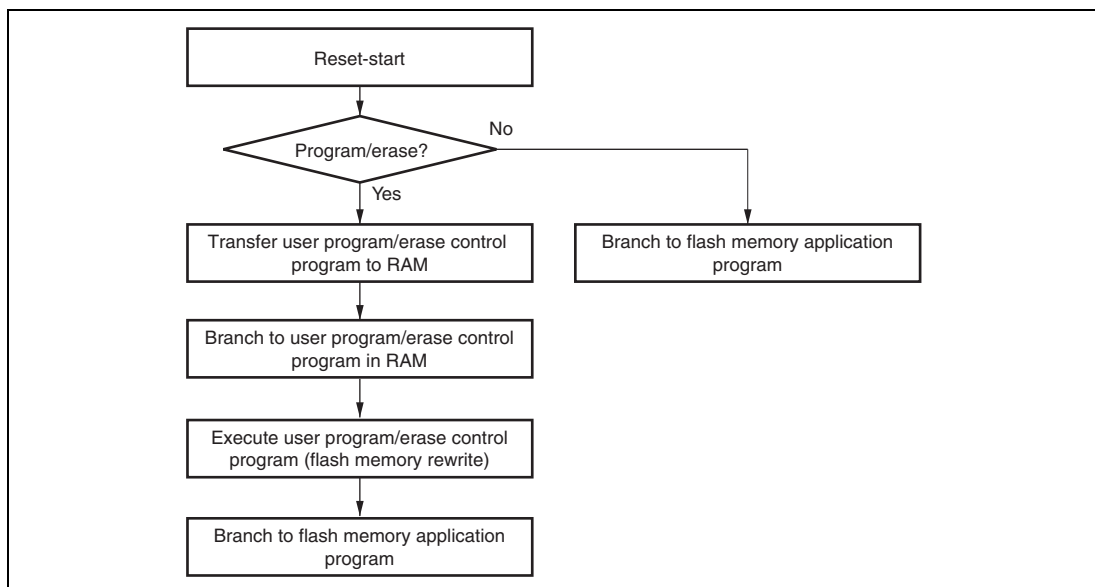 Reset-start
Program/erase?
No
Yes
Transfer user program/erase control
program to RAM
Branch to flash memory application
program
Branch to user program/erase control
program in RAM
Execute user program/erase control
program (flash memory rewrite)
Branch to flash memory application
program